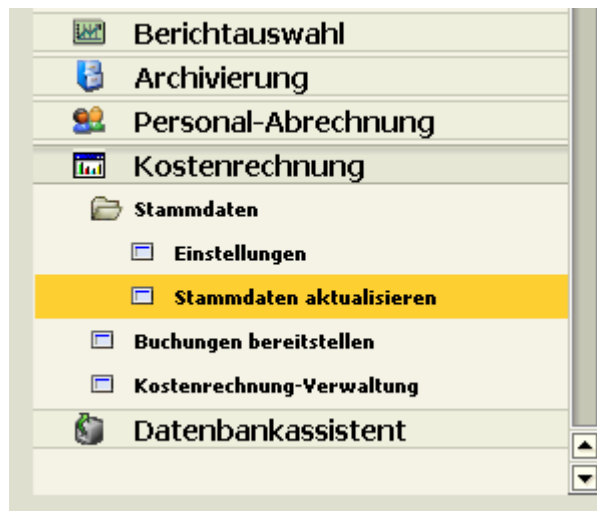 Berichtauswahl
Archivierung
Personal-Abrechnung
Kostenrechnung
Stammdaten
Einstellungen
Stammdaten aktualisieren
Buchungen bereitstellen
Kostenrechnung-Verwaltung
Datenbankassistent